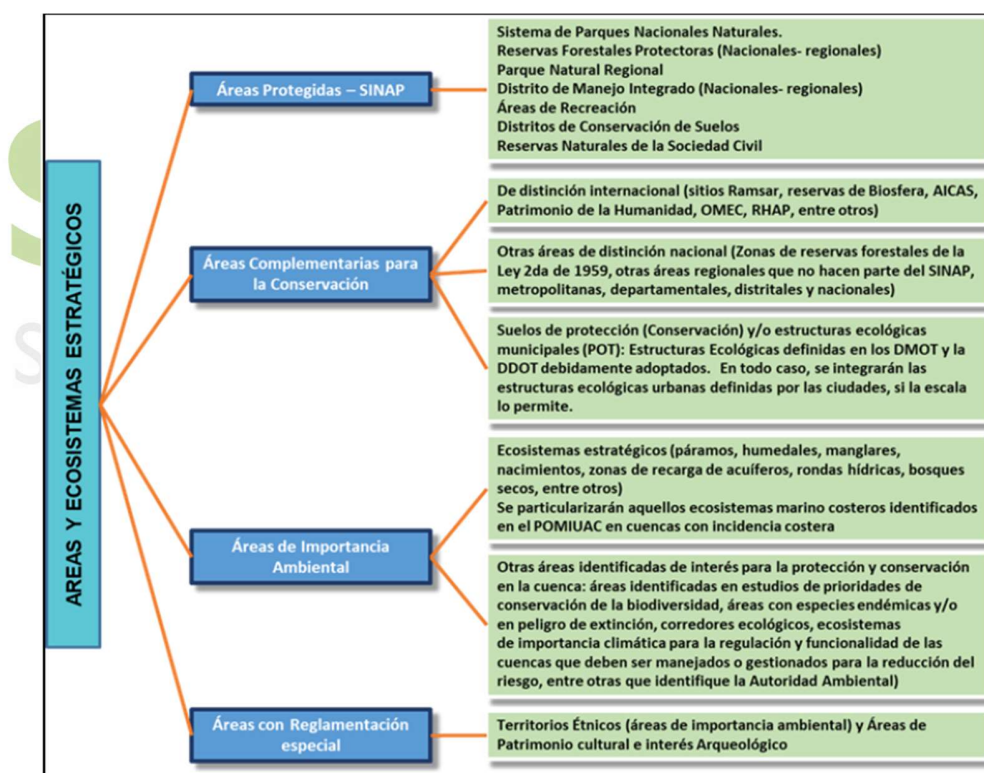 AREAS Y ECOSISTEMAS ESTRATÉGICOS
Áreas Protegidas – SINAP
Sistema de Parques Nacionales Naturales.
Reservas Forestales Protectoras (Nacionales- regionales)
Parque Natural Regional
Distrito de Manejo Integrado (Nacionales- regionales)
Áreas de Recreación
Distritos de Conservación de Suelos
Reservas Naturales de la Sociedad Civil
Áreas Complementarias para
la Conservación
De distinción internacional (sitios Ramsar, reservas de Biosfera, AICAS,
Patrimonio de la Humanidad, OMEC, RHAP, entre otros)
Otras áreas de distinción nacional (Zonas de reservas forestales de la
Ley 2da de 1959, otras áreas regionales que no hacen parte del SINAP,
metropolitanas, departamentales, distritales y nacionales)
Suelos de protección (Conservación) y/o estructuras ecológicas
municipales (POT): Estructuras Ecológicas definidas en los DMOT y la
DDOT debidamente adoptados. En todo caso, se integrarán las
estructuras ecológicas urbanas definidas por las ciudades, si la escala
lo permite.
Áreas de Importancia
Ambiental
Ecosistemas estratégicos (páramos, humedales, manglares,
nacimientos, zonas de recarga de acuíferos, rondas hídricas, bosques
secos, entre otros)
Se particularizarán aquellos ecosistemas marino costeros identificados
en el POMIUAC en cuencas con incidencia costera
Otras áreas identificadas de interés para la protección y conservación
en la cuenca: áreas identificadas en estudios de prioridades de
conservación de la biodiversidad, áreas con especies endémicas y/o
en peligro de extinción, corredores ecológicos, ecosistemas
de importancia climática para la regulación y funcionalidad de las
cuencas que deben ser manejados o gestionados para la reducción del
riesgo, entre otras que identifique la Autoridad Ambiental)
Áreas con Reglamentación
especial
Territorios Étnicos (áreas de importancia ambiental) y Áreas de
Patrimonio cultural e interés Arqueológico